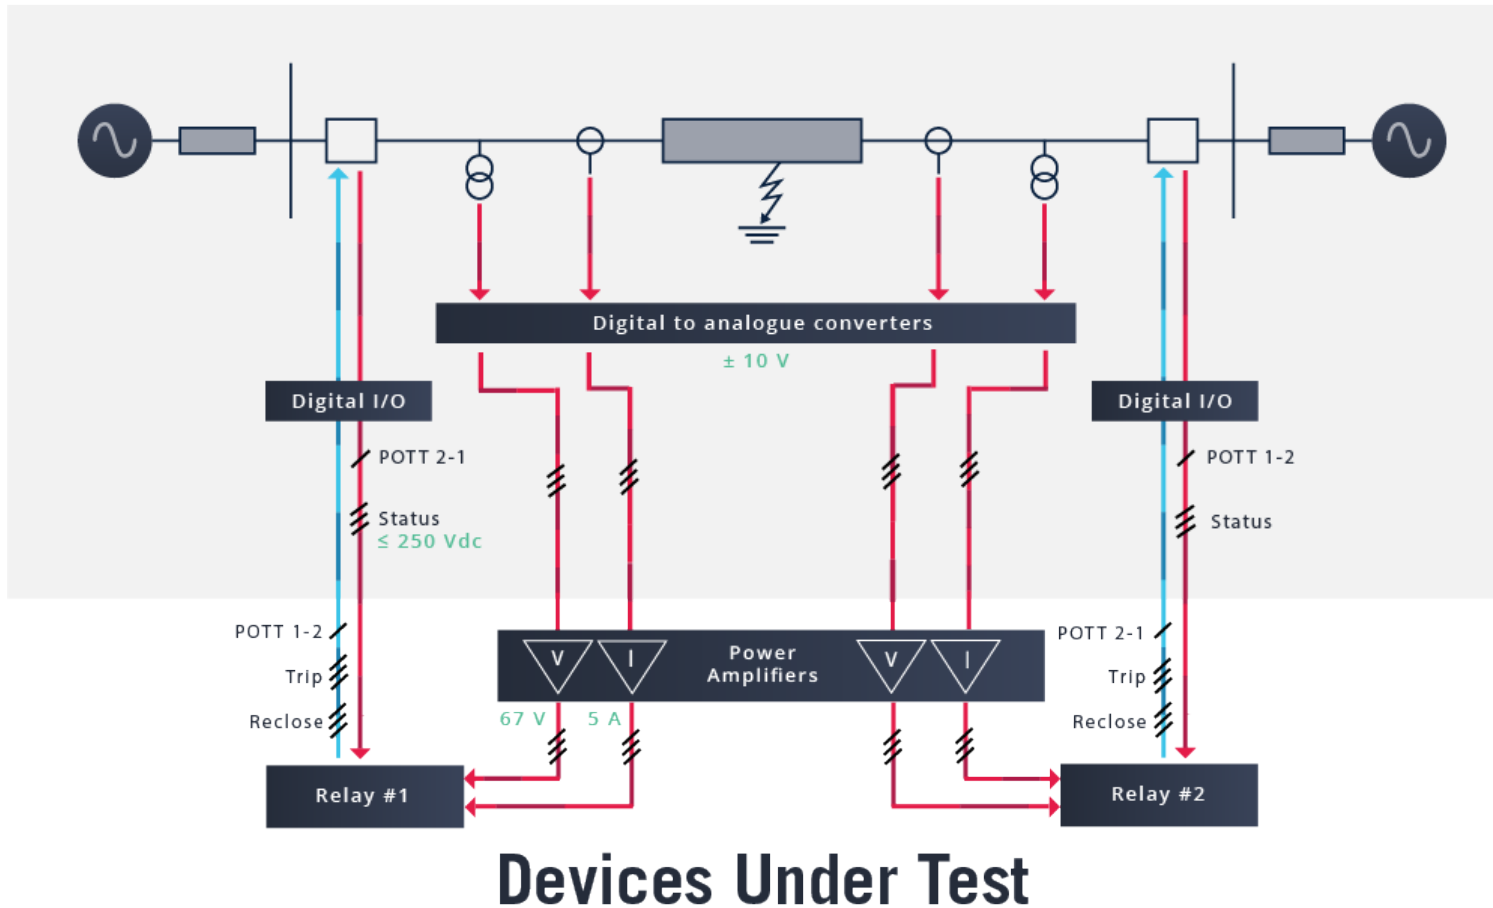 Digital to analogue converters
± 10 V
Digital I/O
Digital I/O
POTT 2-1
POTT 1-2
Status
≤ 250 Vdc
Status
POTT 1-2
Trip
Reclose
V
I
Power
Amplifiers
V
I
67 V
5 A
POTT 2-1
Trip
Reclose
Relay #1
Relay #2
Devices Under Test